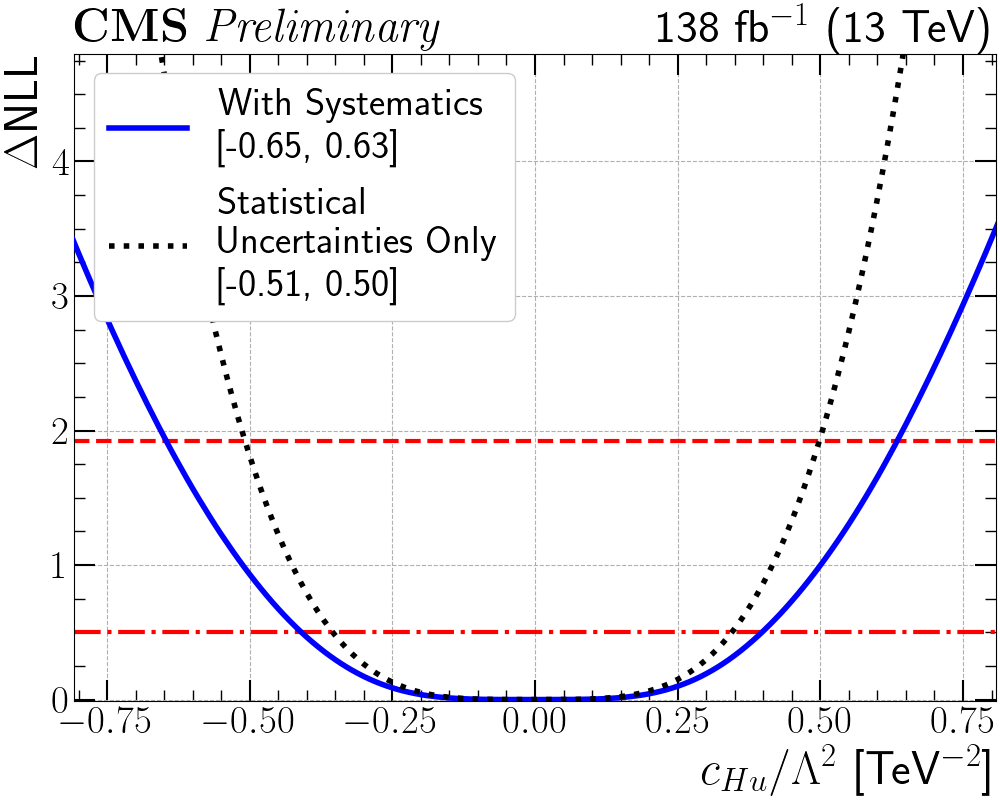 CMS Preliminary
138 fb⁻¹ (13 TeV)
ΔNLL
With Systematics
[-0.65, 0.63]
Statistical
Uncertainties Only
[-0.51, 0.50]
4
3
2
1
0
−0.75 −0.50 −0.25 0.00 0.25 0.50 0.75
c_{Hu}/Λ² [TeV⁻²]